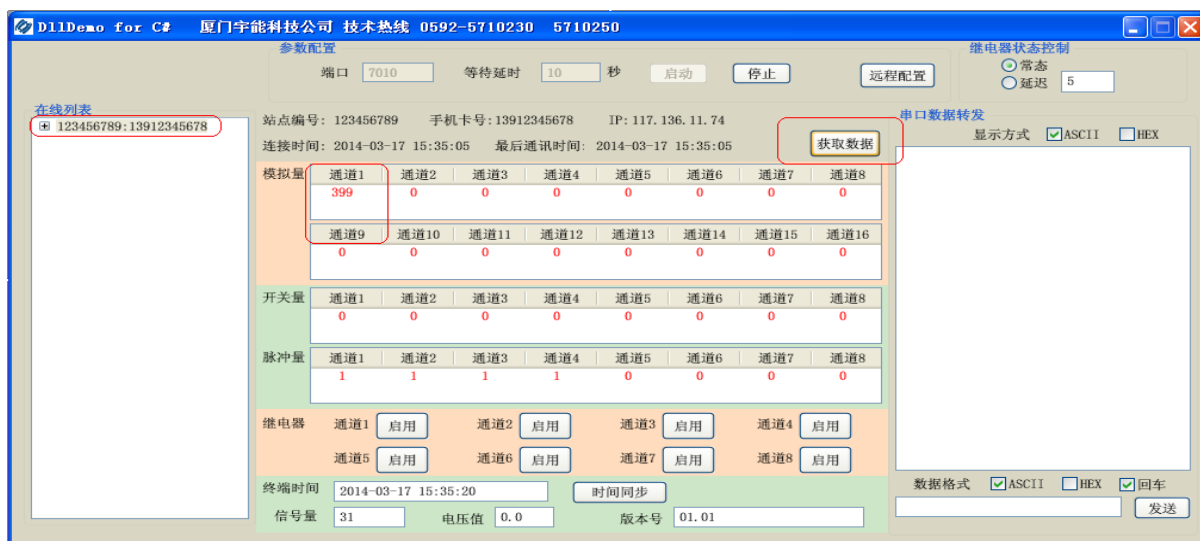 DllDemo for C#  厦门宇能科技公司 技术热线 0592-5710230  5710250
参数配置
端口 7010 等待延时 10 秒 启动 停止 远程配置
继电器状态控制
常态
延迟 5
在线列表
123456789:13912345678
站点编号: 123456789 手机卡号:13912345678 IP:117.136.11.74
连接时间: 2014-03-17 15:35:05 最后通讯时间: 2014-03-17 15:35:05
获取数据
模拟量 通道1 通道2 通道3 通道4 通道5 通道6 通道7 通道8
399 0 0 0 0 0 0 0
通道9 通道10 通道11 通道12 通道13 通道14 通道15 通道16
0 0 0 0 0 0 0 0
开关量 通道1 通道2 通道3 通道4 通道5 通道6 通道7 通道8
0 0 0 0 0 0 0 0
脉冲量 通道1 通道2 通道3 通道4 通道5 通道6 通道7 通道8
1 1 1 1 0 0 0 0
继电器 通道1 启用 通道2 启用 通道3 启用 通道4 启用
通道5 启用 通道6 启用 通道7 启用 通道8 启用
终端时间 2014-03-17 15:35:20 时间同步
信号量 31 电压值 0.0 版本号 01.01
串口数据转发
显示方式 ASCII HEX
数据格式 ASCII HEX 回车
发送